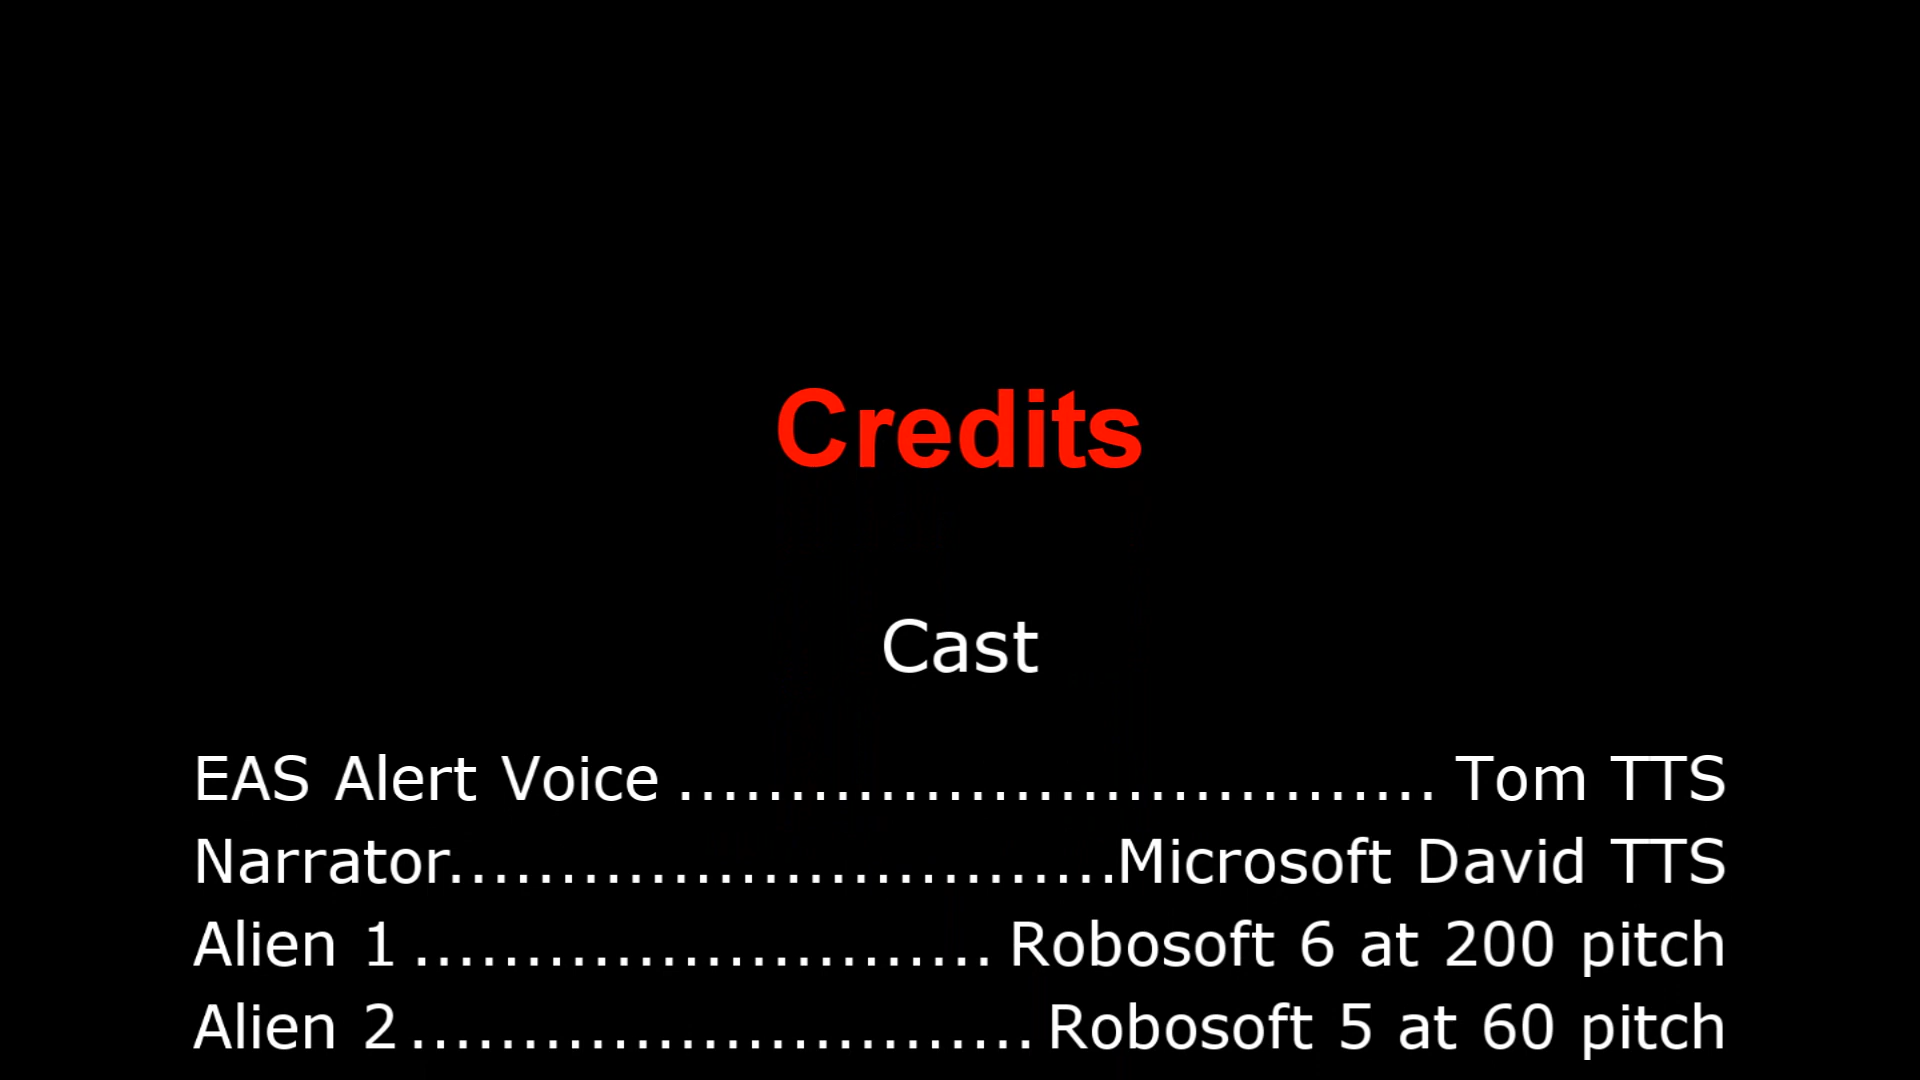 Credits
Cast
EAS Alert Voice .................................. Tom TTS
Narrator..............................Microsoft David TTS
Alien 1 .......................... Robosoft 6 at 200 pitch
Alien 2 ............................ Robosoft 5 at 60 pitch